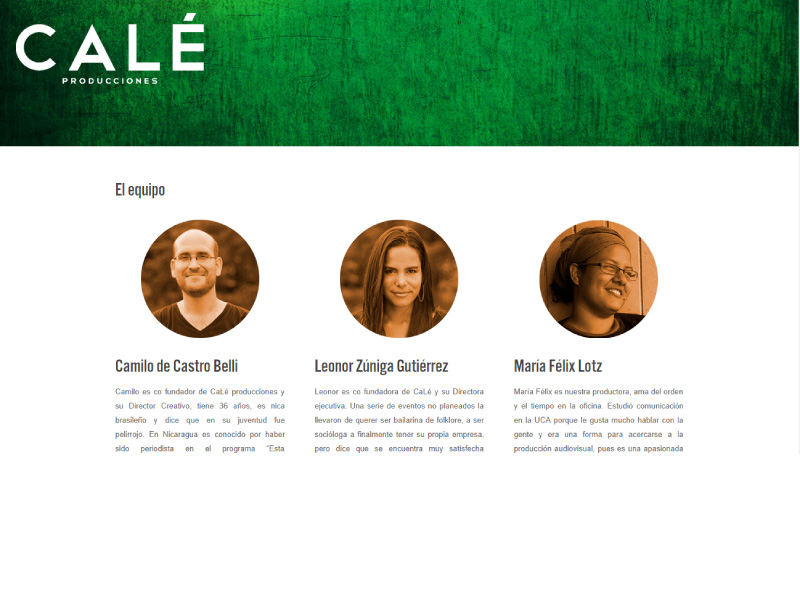 CALÉ
PRODUCCIONES
El equipo
Camilo de Castro Belli
Camilo es co fundador de CaLé producciones y
su Director Creativo, tiene 36 años, es nica
brasileño y dice que en su juventud fue
pelirrojo. En Nicaragua es conocido por haber
sido periodista en el programa “Esta
Leonor Zúniga Gutiérrez
Leonor es co fundadora de CaLé y su Directora
ejecutiva. Una serie de eventos no planeados la
llevaron de querer ser bailarina de folklore, a ser
socióloga a finalmente tener su propia empresa,
pero dice que se encuentra muy satisfecha
María Félix Lotz
María Félix es nuestra productora, ama del orden
y el tiempo en la oficina. Estudió comunicación
en la UCA porque le gusta mucho hablar con la
gente y era una forma para acercarse a la
producción audiovisual, pues es una apasionada